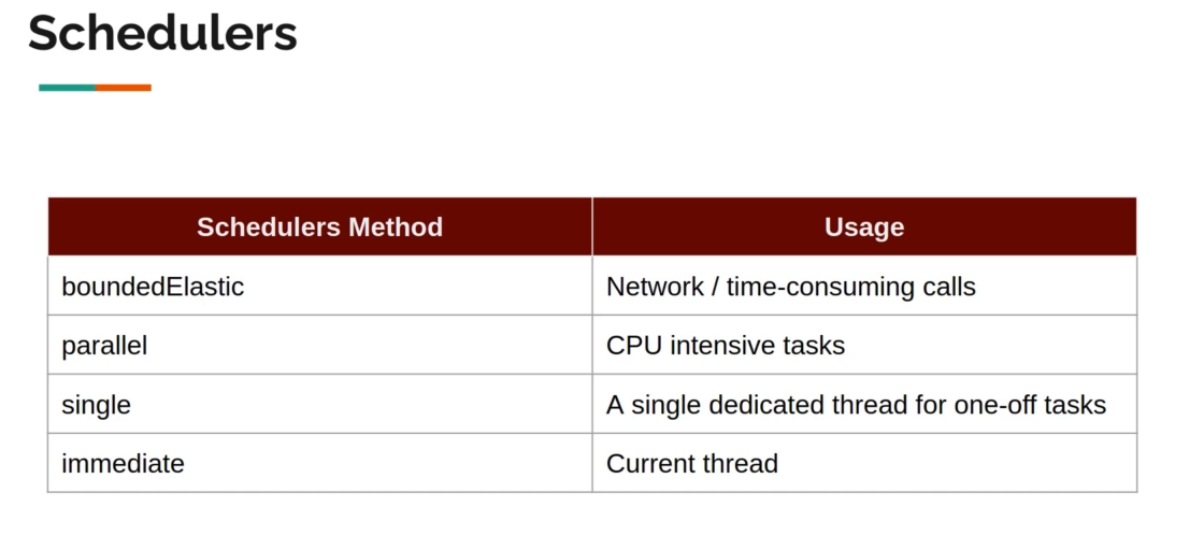 Schedulers
Schedulers Method Usage
boundedElastic Network / time-consuming calls
parallel CPU intensive tasks
single A single dedicated thread for one-off tasks
immediate Current thread